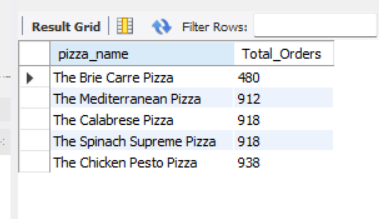 Result Grid Filter Rows:
pizza_name Total_Orders
The Brie Carre Pizza 480
The Mediterranean Pizza 912
The Calabrese Pizza 918
The Spinach Supreme Pizza 918
The Chicken Pesto Pizza 938